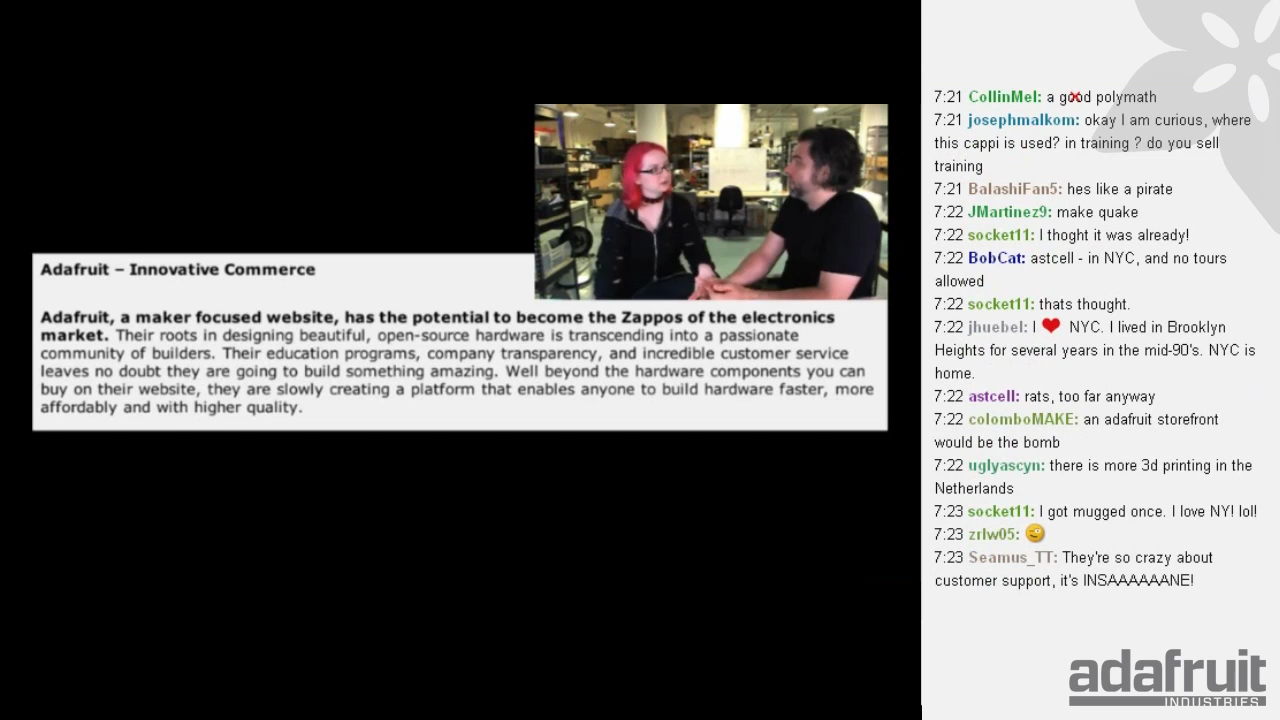 Adafruit – Innovative Commerce
Adafruit, a maker focused website, has the potential to become the Zappos of the electronics
market. Their roots in designing beautiful, open-source hardware is transcending into a passionate
community of builders. Their education programs, company transparency, and incredible customer service
leaves no doubt they are going to build something amazing. Well beyond the hardware components you can
buy on their website, they are slowly creating a platform that enables anyone to build hardware faster, more
affordably and with higher quality.
7:21 CollinMel: a good polymath
7:21 josephmalkom: okay I am curious, where
this cappi is used? in training ? do you sell
training
7:21 BalashiFan5: hes like a pirate
7:22 JMartinez9: make quake
7:22 socket11: I thoght it was already!
7:22 BobCat: astcell - in NYC, and no tours
allowed
7:22 socket11: thats thought.
7:22 jhuebel: I ❤ NYC. I lived in Brooklyn
Heights for several years in the mid-90's. NYC is
home.
7:22 astcell: rats, too far anyway
7:22 colomboMAKE: an adafruit storefront
would be the bomb
7:22 uglyascyn: there is more 3d printing in the
Netherlands
7:23 socket11: I got mugged once. I love NY! lol!
7:23 zrlw05: 😉
7:23 Seamus_TT: They're so crazy about
customer support, it's INSAAAAAANE!
adafruit
INDUSTRIES